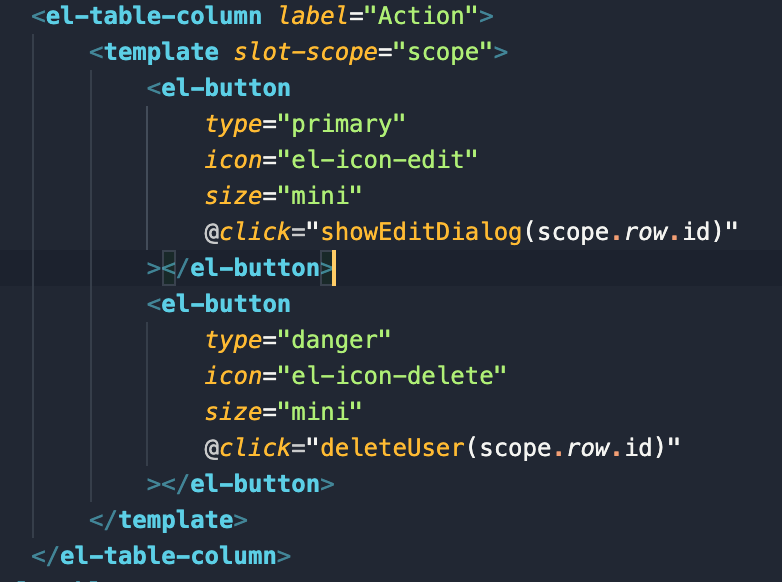 <el-table-column label="Action">
<template slot-scope="scope">
<el-button
type="primary"
icon="el-icon-edit"
size="mini"
@click="showEditDialog(scope.row.id)"
></el-button>
<el-button
type="danger"
icon="el-icon-delete"
size="mini"
@click="deleteUser(scope.row.id)"
></el-button>
</template>
</el-table-column>